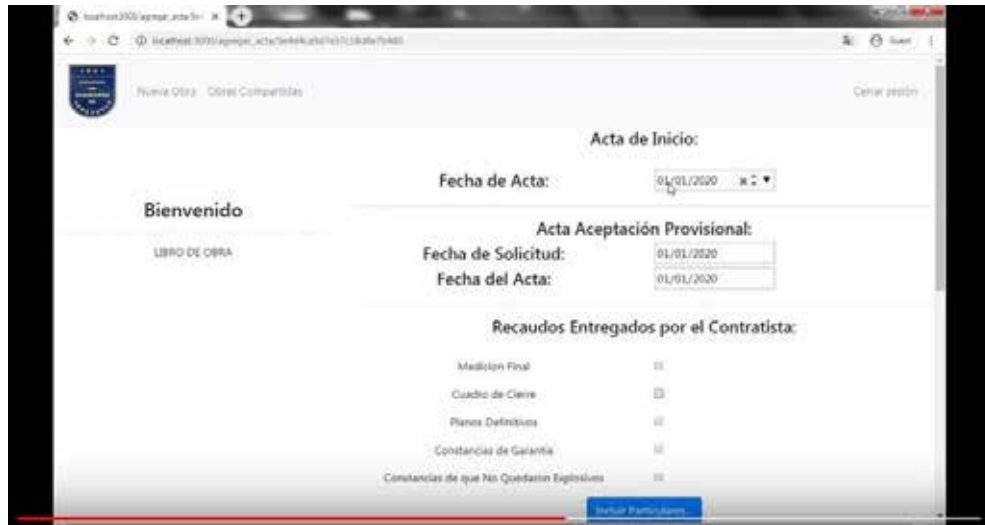 Nueva Obra Obras Compartidas
Cerrar sesión
Acta de Inicio:
Fecha de Acta: 01/01/2020
Bienvenido
LIBRO DE OBRA
Acta Aceptación Provisional:
Fecha de Solicitud: 01/01/2020
Fecha del Acta: 01/01/2020
Recaudos Entregados por el Contratista:
Medicion Final
Cuadro de Cierre
Planos Definitivos
Constancias de Garantia
Constancias de que No Quedaron Explosivos
Incluir Particulares...